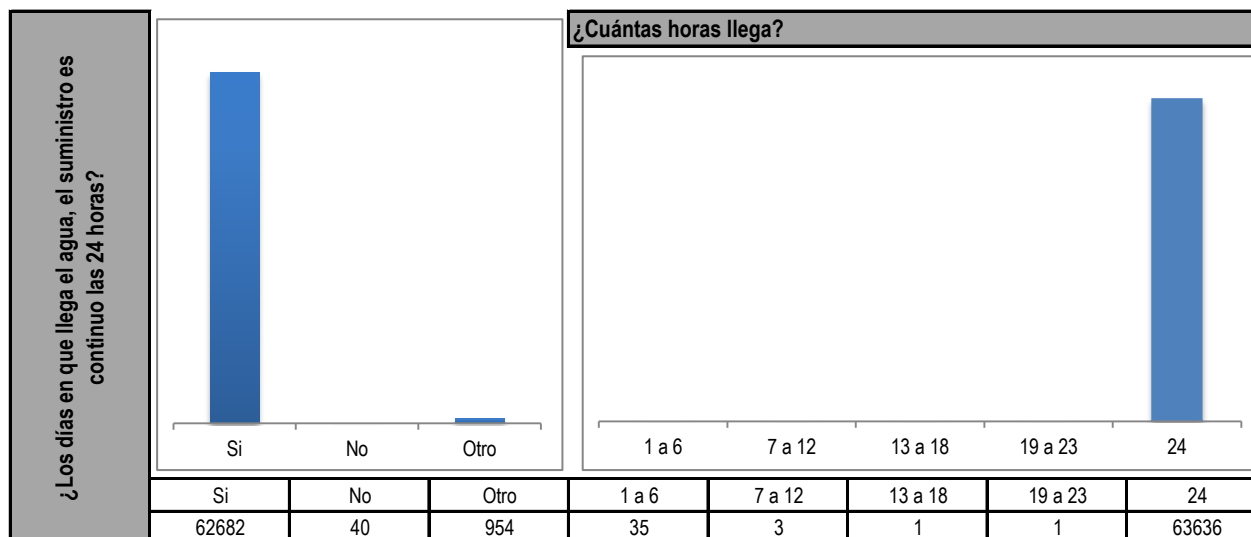 ¿Los días en que llega el agua, el suministro es
continuo las 24 horas?
¿Cuántas horas llega?
Si No Otro
1 a 6 7 a 12 13 a 18 19 a 23 24
Si No Otro 1 a 6 7 a 12 13 a 18 19 a 23 24
62682 40 954 35 3 1 1 63636